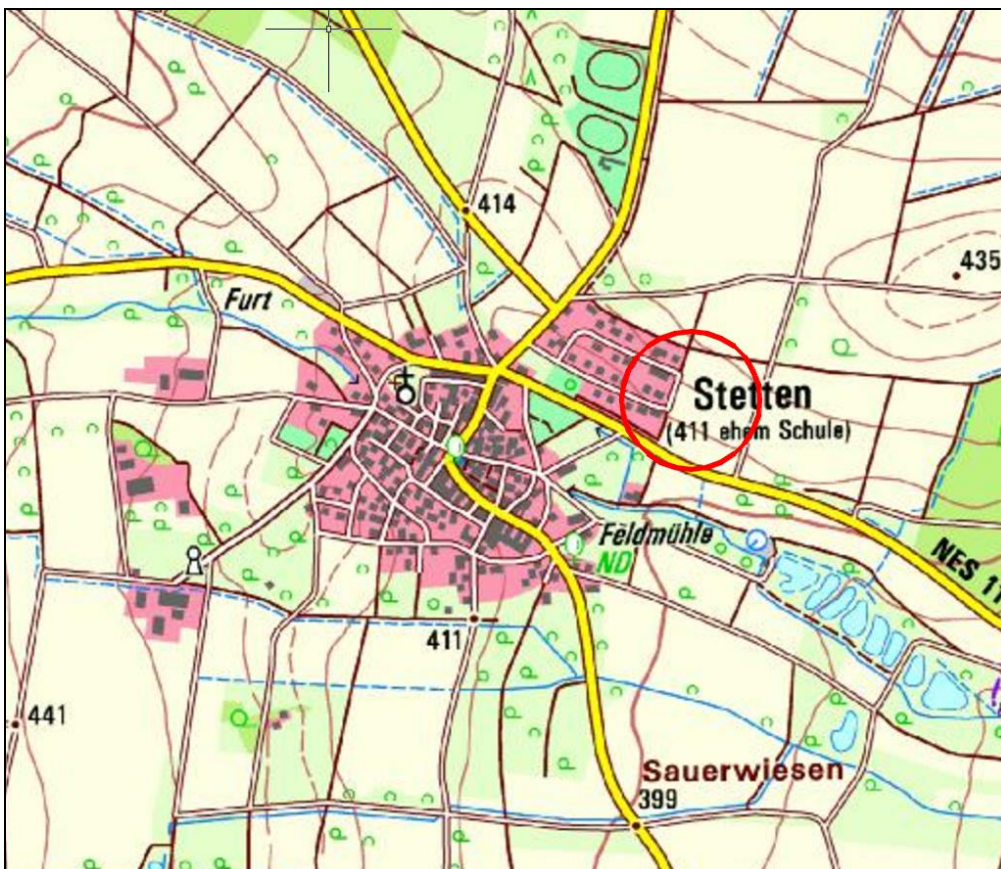 414
435
Furt
Stetten
(411 ehem Schule)
Feldmühle
ND
NES 11
411
441
Sauerwiesen
399